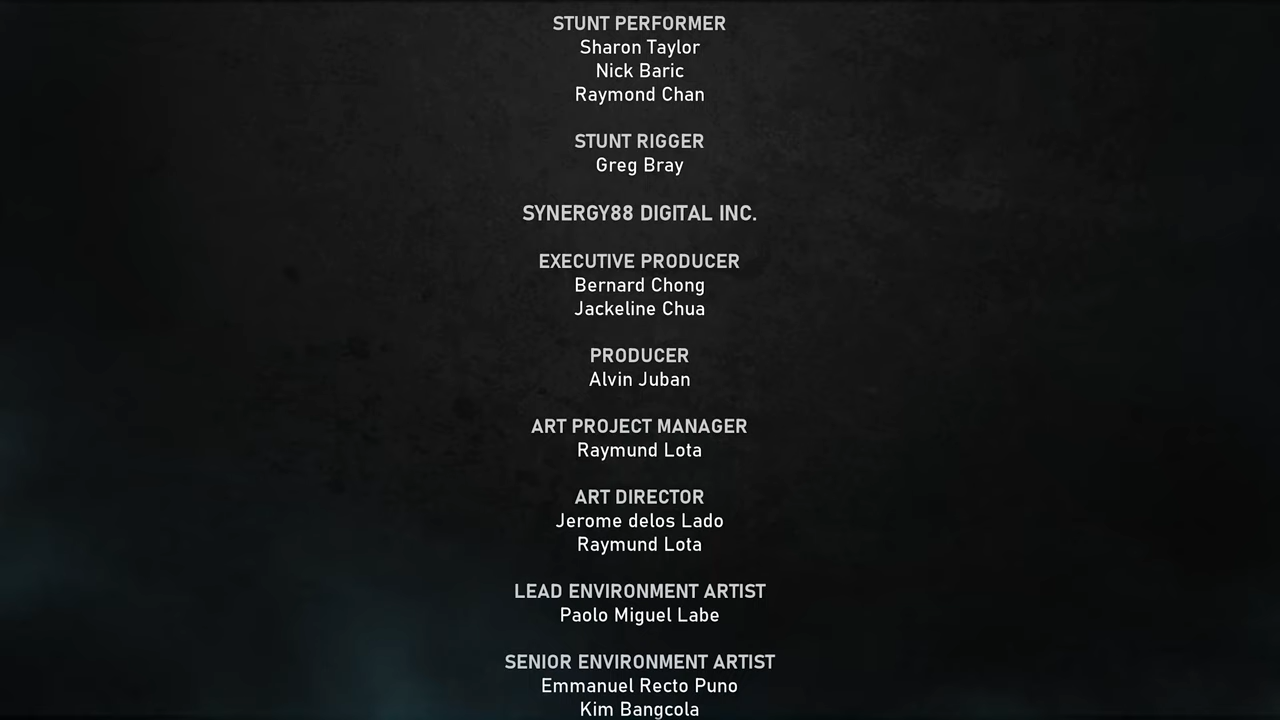 STUNT PERFORMER
Sharon Taylor
Nick Baric
Raymond Chan
STUNT RIGGER
Greg Bray
SYNERGY88 DIGITAL INC.
EXECUTIVE PRODUCER
Bernard Chong
Jackeline Chua
PRODUCER
Alvin Juban
ART PROJECT MANAGER
Raymund Lota
ART DIRECTOR
Jerome delos Lado
Raymund Lota
LEAD ENVIRONMENT ARTIST
Paolo Miguel Labe
SENIOR ENVIRONMENT ARTIST
Emmanuel Recto Puno
Kim Bangcola